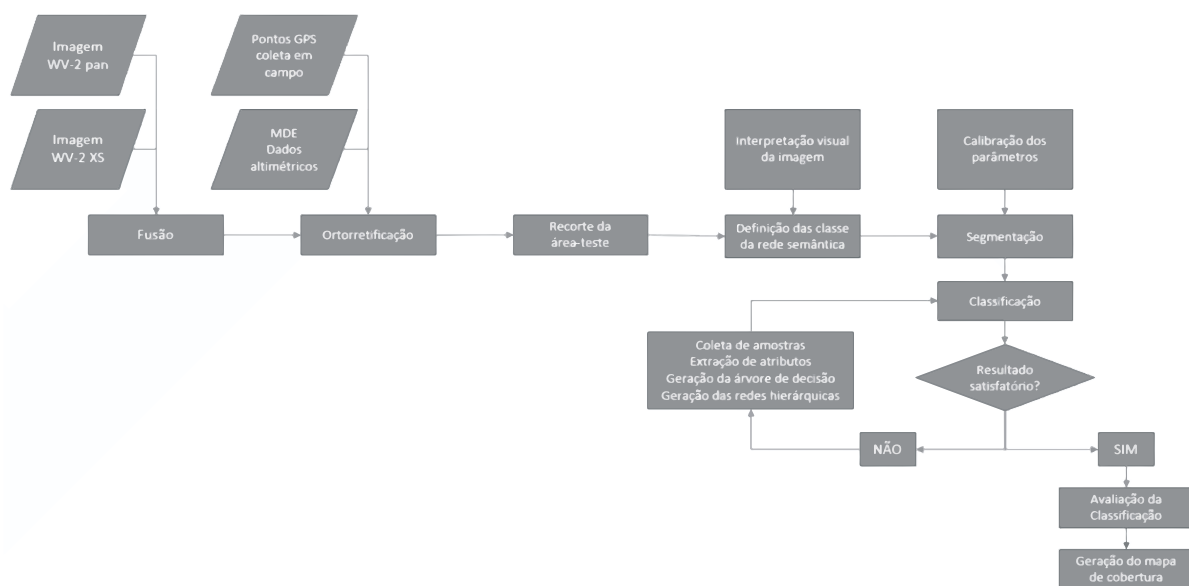 Imagem
WV-2 pan
Pontos GPS
coleta em
campo
Imagem
WV-2 XS
MDE
Dados
altimétricos
Interpretação visual
da imagem
Calibração dos
parâmetros
Fusão
Ortorretificação
Recorte da
área-teste
Definição das classe
da rede semântica
Segmentação
Classificação
Coleta de amostras
Extração de atributos
Geração da árvore de decisão
Geração das redes hierárquicas
Resultado
satisfatório?
NÃO
SIM
Avaliação da
Classificação
Geração do mapa
de cobertura